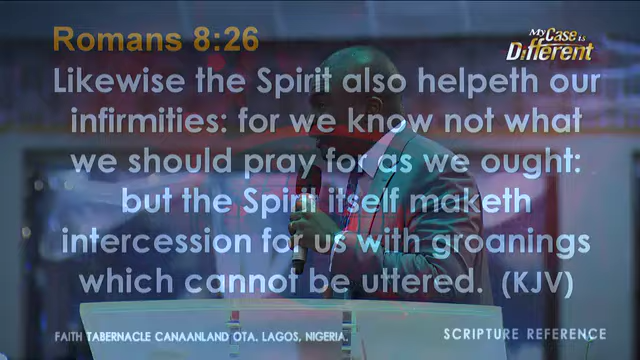 Romans 8:26
My Case is
Different
Likewise the Spirit also helpeth our
infirmities: for we know not what
we should pray for as we ought:
but the Spirit itself maketh
intercession for us with groanings
which cannot be uttered. (KJV)
FAITH TABERNACLE CANAANLAND OTA. LAGOS, NIGERIA.
SCRIPTURE REFERENCE